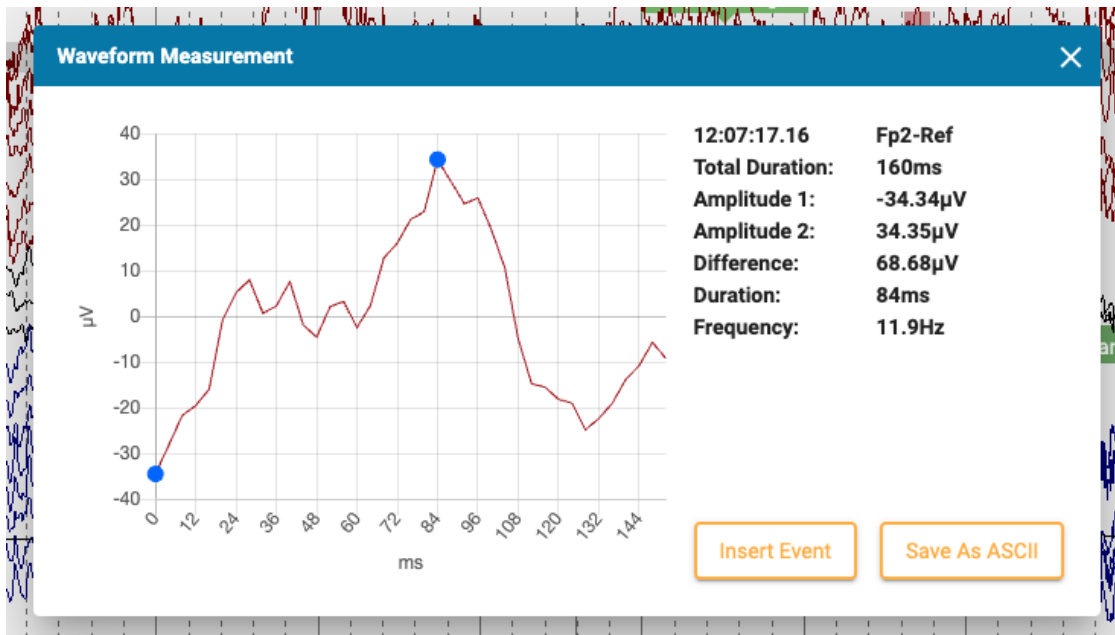 Waveform Measurement
40
30
20
10
0
-10
-20
-30
-40
µV
0 12 24 36 48 60 72 84 96 108 120 132 144
ms
12:07:17.16 Fp2-Ref
Total Duration: 160ms
Amplitude 1: -34.34µV
Amplitude 2: 34.35µV
Difference: 68.68µV
Duration: 84ms
Frequency: 11.9Hz
Insert Event
Save As ASCII